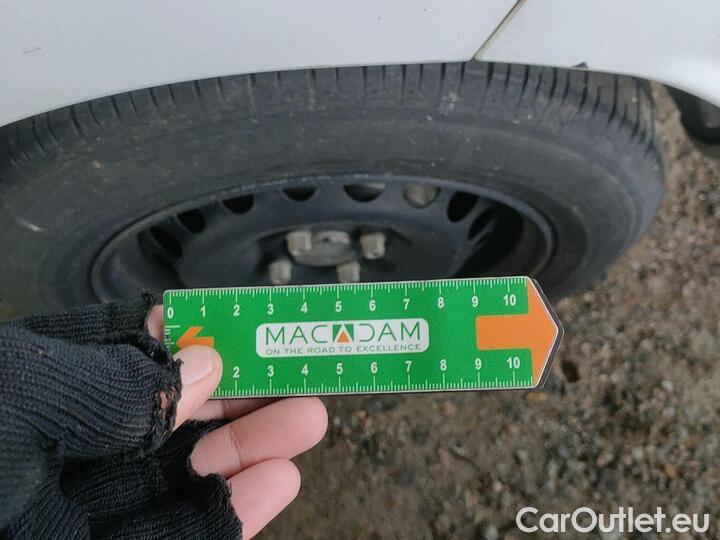 0 1 2 3 4 5 6 7 8 9 10
MACADAM
ON THE ROAD TO EXCELLENCE
2 3 4 5 6 7 8 9 10
CarOutlet.eu